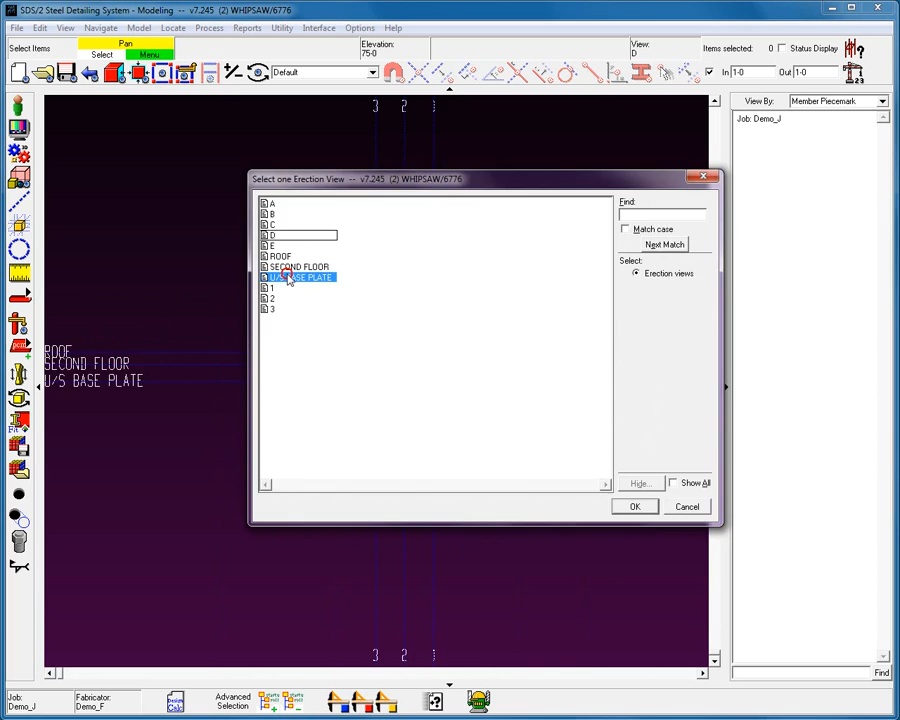 SDS/2 Steel Detailing System - Modeling -- v7.245 (2) WHIPSAW/6776
File Edit View Navigate Model Locate Process Reports Utility Interface Options Help
Select Items
Pan
Select
Menu
Elevation:
75-0
View:
D
Items selected: 0
Status Display
Default
In 1-0
Out 1-0
View By:
Member Piecemark
Job: Demo_J
3 2 1
Select one Erection View -- v7.245 (2) WHIPSAW/6776
A
B
C
D
E
ROOF
SECOND FLOOR
U/S BASE PLATE
1
2
3
Find:
Match case
Next Match
Select:
Erection views
Hide...
Show All
OK
Cancel
ROOF
SECOND FLOOR
U/S BASE PLATE
Fit
3 2 1
Find
Job:
Demo_J
Fabricator:
Demo_F
Advanced
Selection